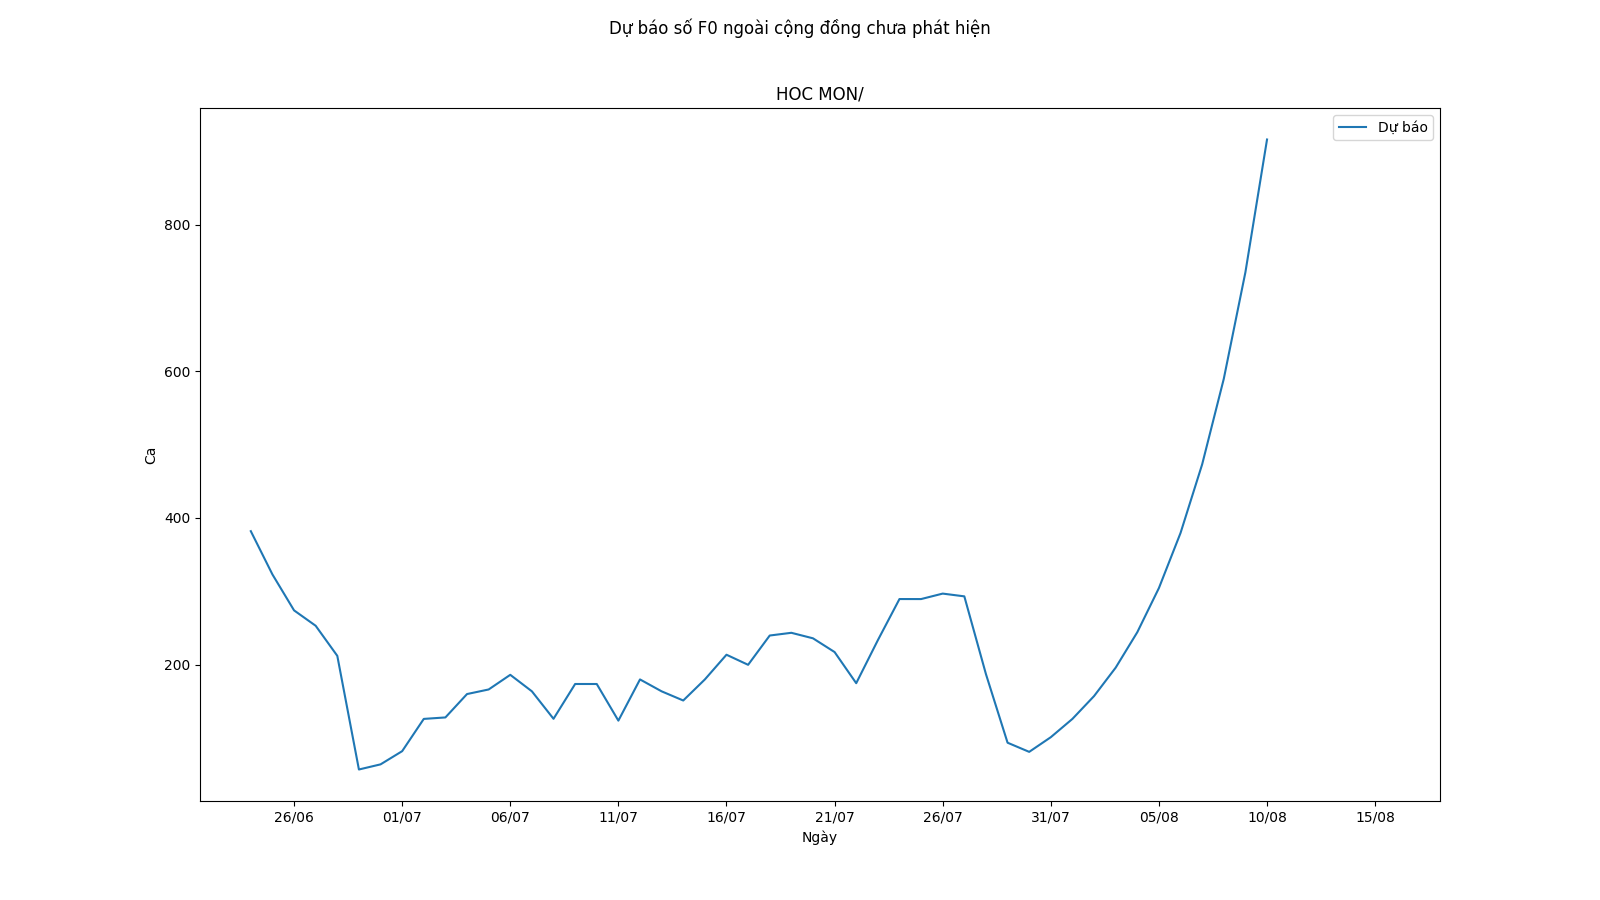 Dự báo số F0 ngoài cộng đồng chưa phát hiện
HOC MON/
Dự báo
800
600
400
200
Ca
26/06 01/07 06/07 11/07 16/07 21/07 26/07 31/07 05/08 10/08 15/08
Ngày